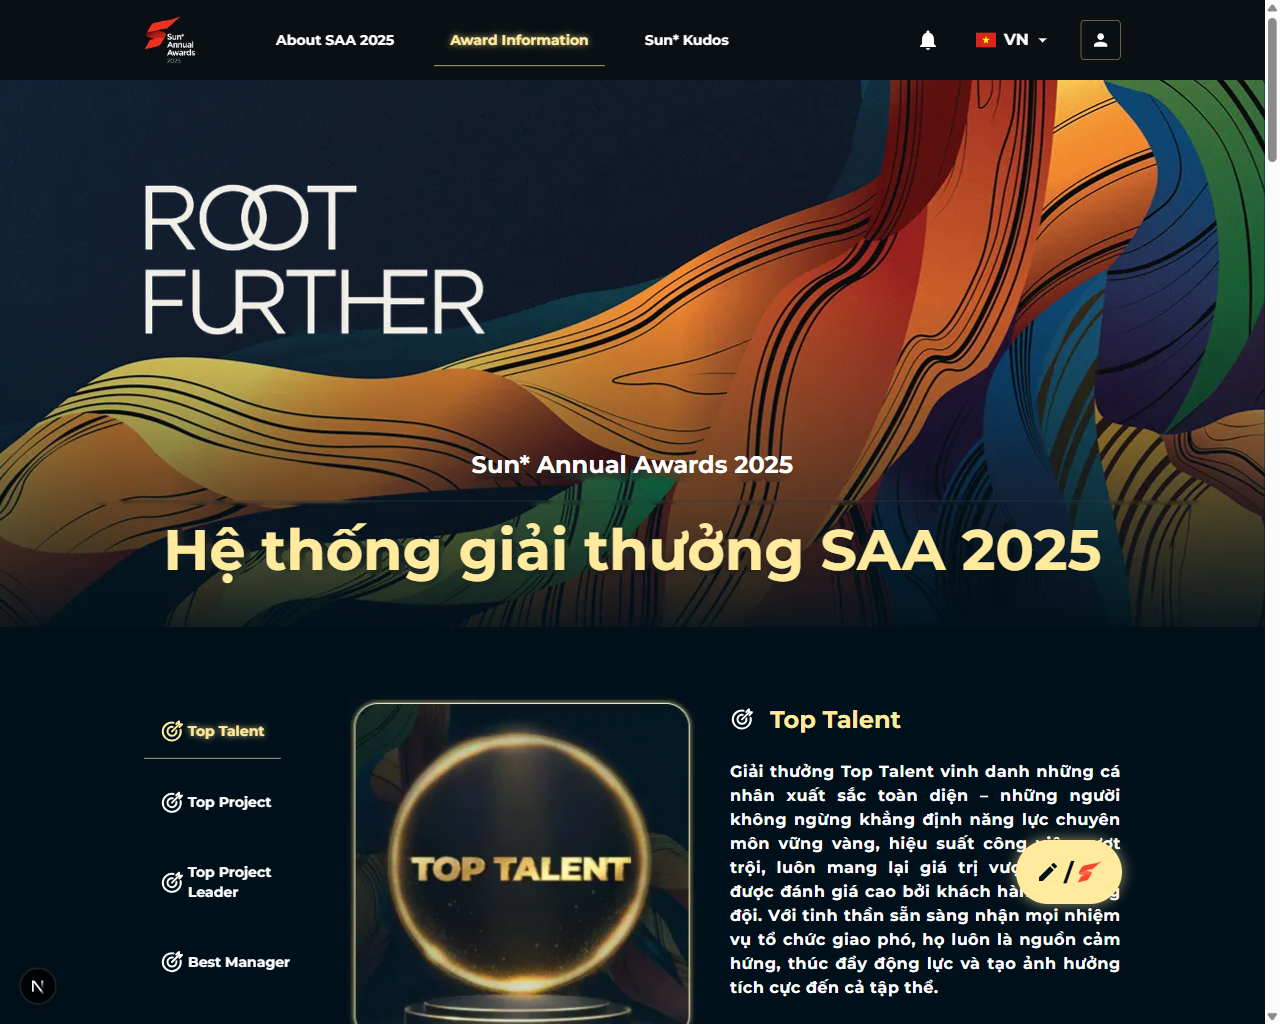 Sun*
Annual
Awards
2025
About SAA 2025
Award Information
Sun* Kudos
VN
ROOT
FURTHER
Sun* Annual Awards 2025
Hệ thống giải thưởng SAA 2025
Top Talent
Top Project
Top Project
Leader
Best Manager
TOP TALENT
Top Talent
Giải thưởng Top Talent vinh danh những cá
nhân xuất sắc toàn diện – những người
không ngừng khẳng định năng lực chuyên
môn vững vàng, hiệu suất công
trội, luôn mang lại giá trị
được đánh giá cao bởi khách
đội. Với tinh thần sẵn sàng nhận mọi nhiệm
vụ tổ chức giao phó, họ luôn là nguồn cảm
hứng, thúc đẩy động lực và tạo ảnh hưởng
tích cực đến cả tập thể.
/
N